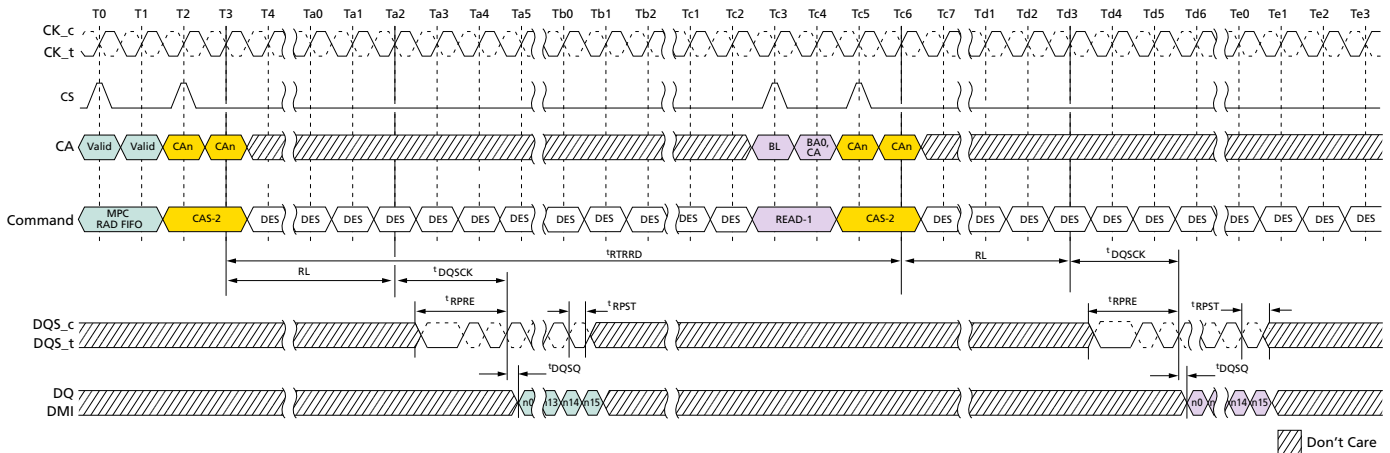 T0 T1 T2 T3 T4 Ta0 Ta1 Ta2 Ta3 Ta4 Ta5 Tb0 Tb1 Tb2 Tc1 Tc2 Tc3 Tc4 Tc5 Tc6 Tc7 Td1 Td2 Td3 Td4 Td5 Td6 Te0 Te1 Te2 Te3
CK_c
CK_t
CS
CA Valid Valid CAn CAn BL BA0, CA CAn CAn
Command MPC RAD FIFO CAS-2 DES DES DES DES DES DES DES DES DES DES DES DES READ-1 CAS-2 DES DES DES DES DES DES DES DES DES DES DES
tRTRRD
RL tDQSCK RL tDQSCK
tRPRE tRPST tRPRE tRPST
DQS_c
DQS_t
tDQSQ tDQSQ
DQ
DMI
n0 n13 n14 n15 n0 n n14 n15
Don't Care